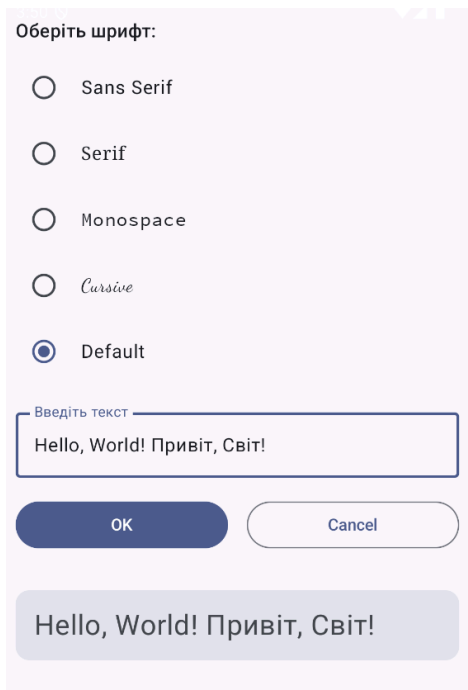 Оберіть шрифт:
Sans Serif
Serif
Monospace
Cursive
Default
Введіть текст
Hello, World! Привіт, Світ!
OK
Cancel
Hello, World! Привіт, Світ!